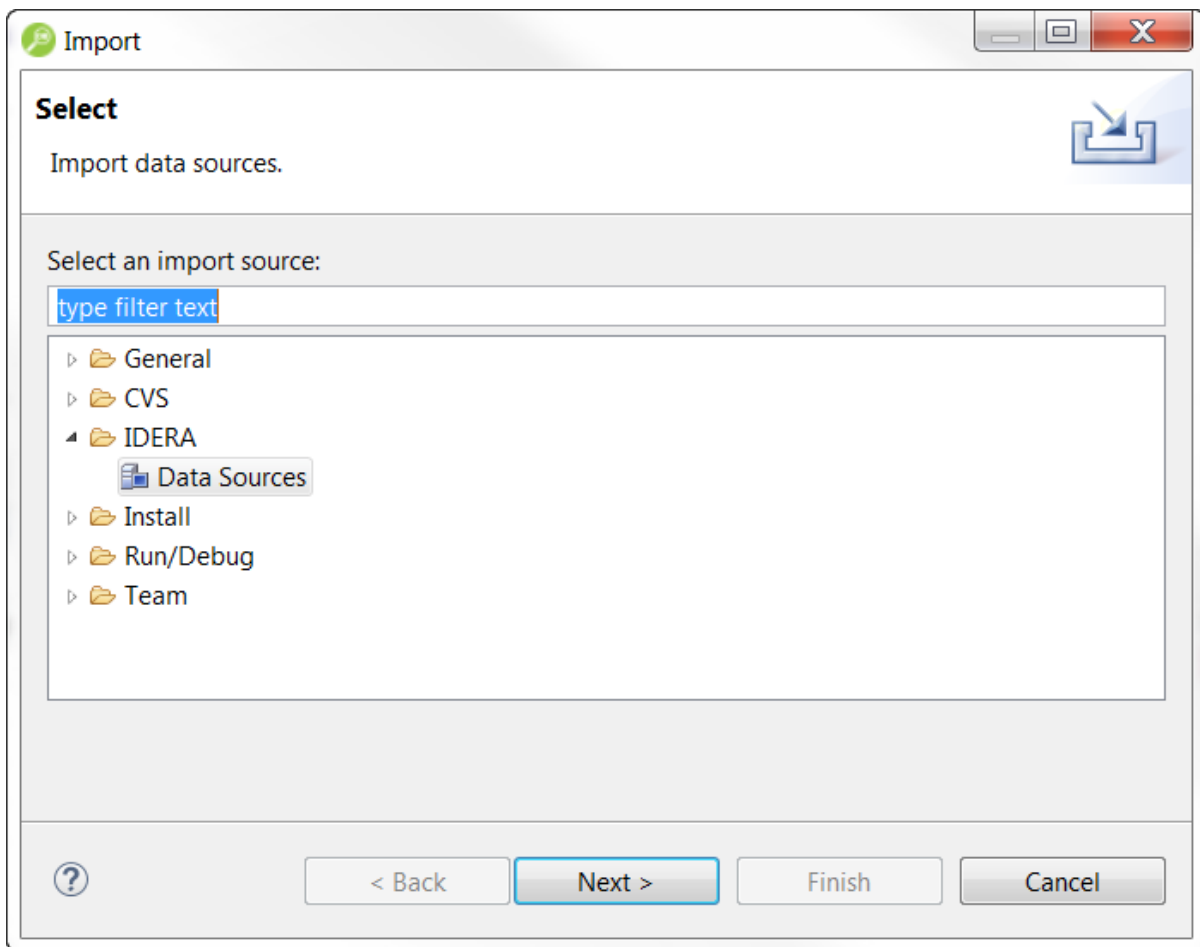 Import
Select
Import data sources.
Select an import source:
type filter text
General
CVS
IDERA
Data Sources
Install
Run/Debug
Team
? < Back Next > Finish Cancel